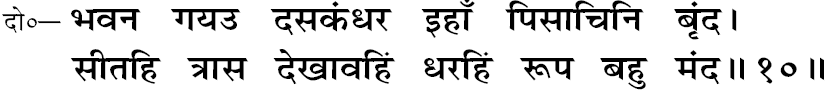 दो०— भवन गयउ दसकंधर इहाँ पिसाचिनि बृंद।
सीतहि त्रास देखावहिं धरहिं रूप बहु मंद॥ १०॥